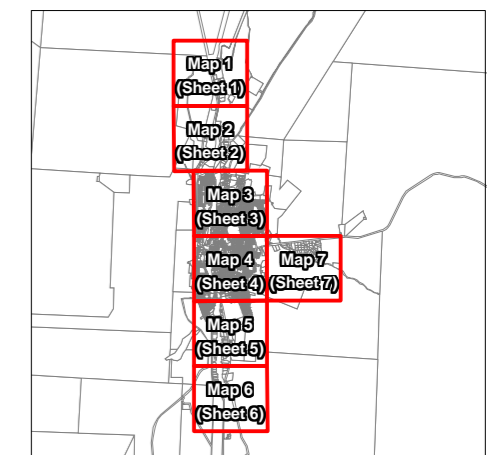 Map 1
(Sheet 1)
Map 2
(Sheet 2)
Map 3
(Sheet 3)
Map 4
(Sheet 4)
Map 7
(Sheet 7)
Map 5
(Sheet 5)
Map 6
(Sheet 6)